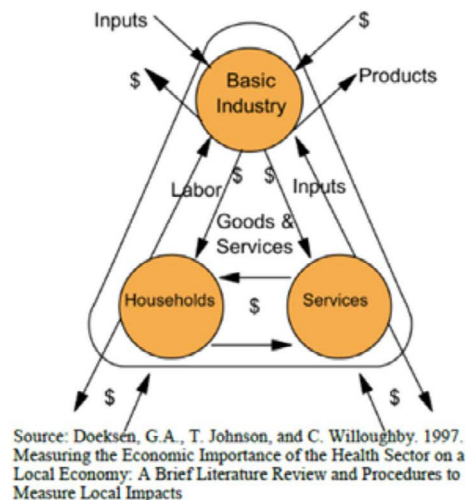 Inputs
$
$
Products
Basic
Industry
Labor
$ $
Inputs
Goods &
Services
Households
Services
$
$
$
Source: Doeksen, G.A., T. Johnson, and C. Willoughby. 1997.
Measuring the Economic Importance of the Health Sector on a
Local Economy: A Brief Literature Review and Procedures to
Measure Local Impacts